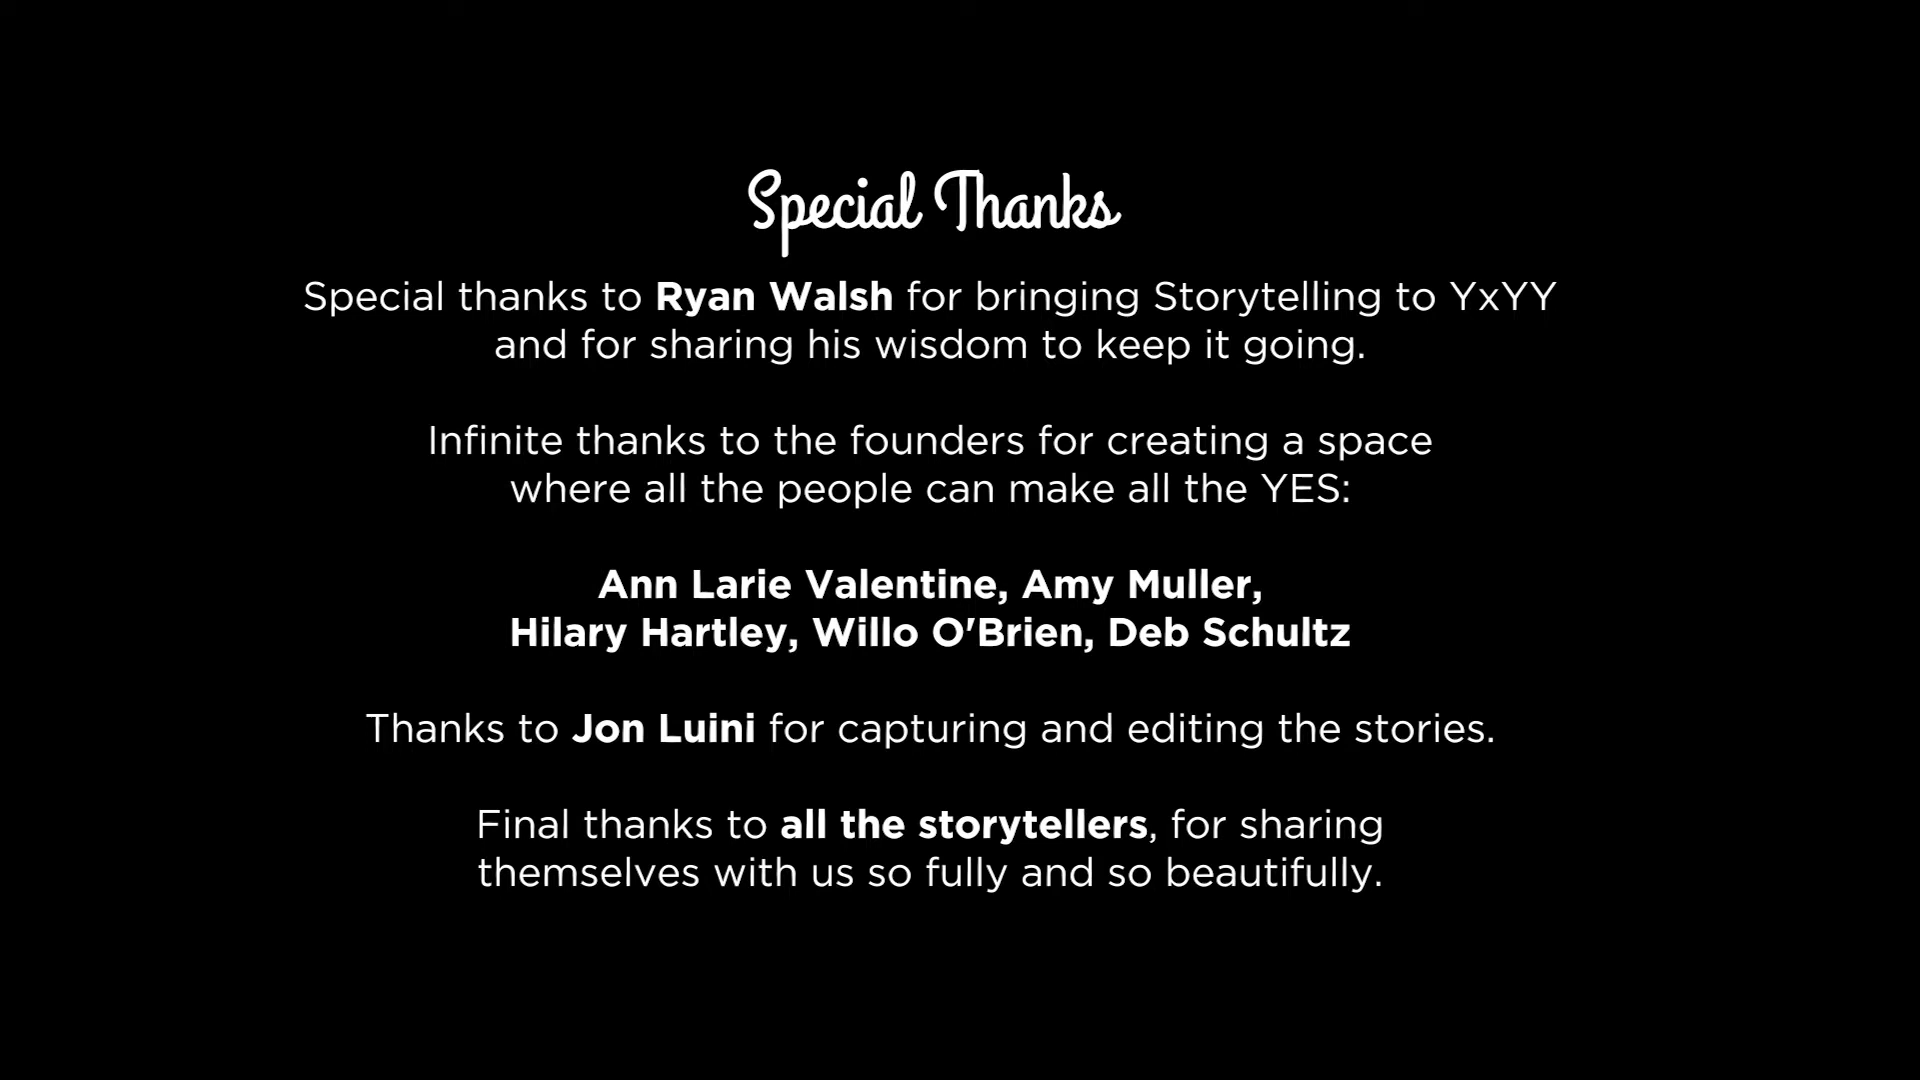 Special Thanks
Special thanks to Ryan Walsh for bringing Storytelling to YxYY
and for sharing his wisdom to keep it going.
Infinite thanks to the founders for creating a space
where all the people can make all the YES:
Ann Larie Valentine, Amy Muller,
Hilary Hartley, Willo O'Brien, Deb Schultz
Thanks to Jon Luini for capturing and editing the stories.
Final thanks to all the storytellers, for sharing
themselves with us so fully and so beautifully.